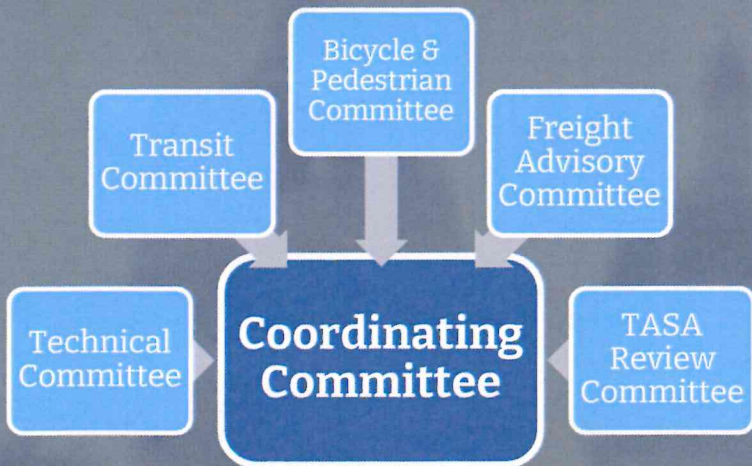 Bicycle &
Pedestrian
Committee
Transit
Committee
Freight
Advisory
Committee
Technical
Committee
Coordinating
Committee
TASA
Review
Committee